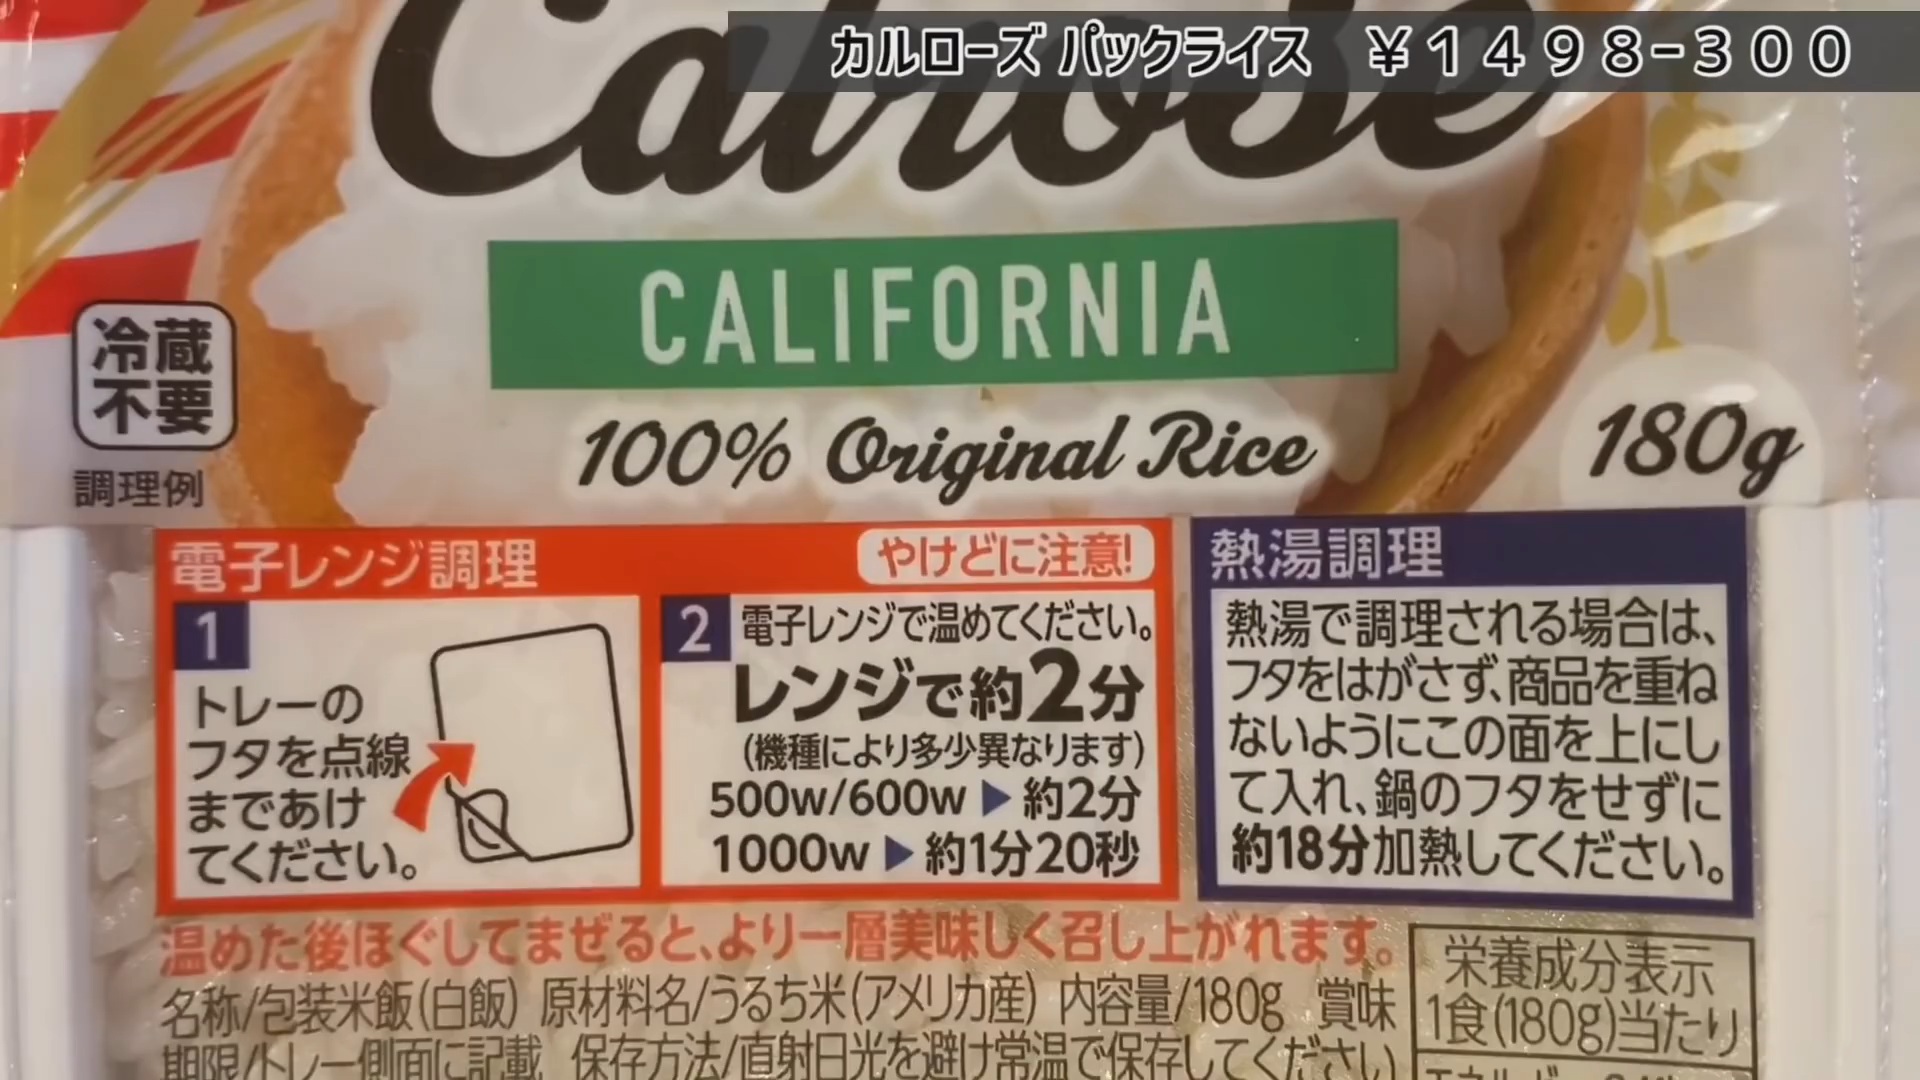 カルローズ パックライス ￥1498-300
Calrose
CALIFORNIA
100% Original Rice
180g
冷蔵
不要
調理例
電子レンジ調理
やけどに注意!
1
トレーの
フタを点線
まであけ
てください。
2
電子レンジで温めてください。
レンジで約2分
(機種により多少異なります)
500w/600w▶約2分
1000w▶約1分20秒
熱湯調理
熱湯で調理される場合は、
フタをはがさず、商品を重ね
ないようにこの面を上にし
て入れ、鍋のフタをせずに
約18分加熱してください。
温めた後ほぐしてまぜると、より一層美味しく召し上がれます。
名称/包装米飯(白飯) 原材料名/うるち米(アメリカ産) 内容量/180g 賞味
期限/トレー側面に記載 保存方法/直射日光を避け常温で保存してください
栄養成分表示
1食(180g)当たり